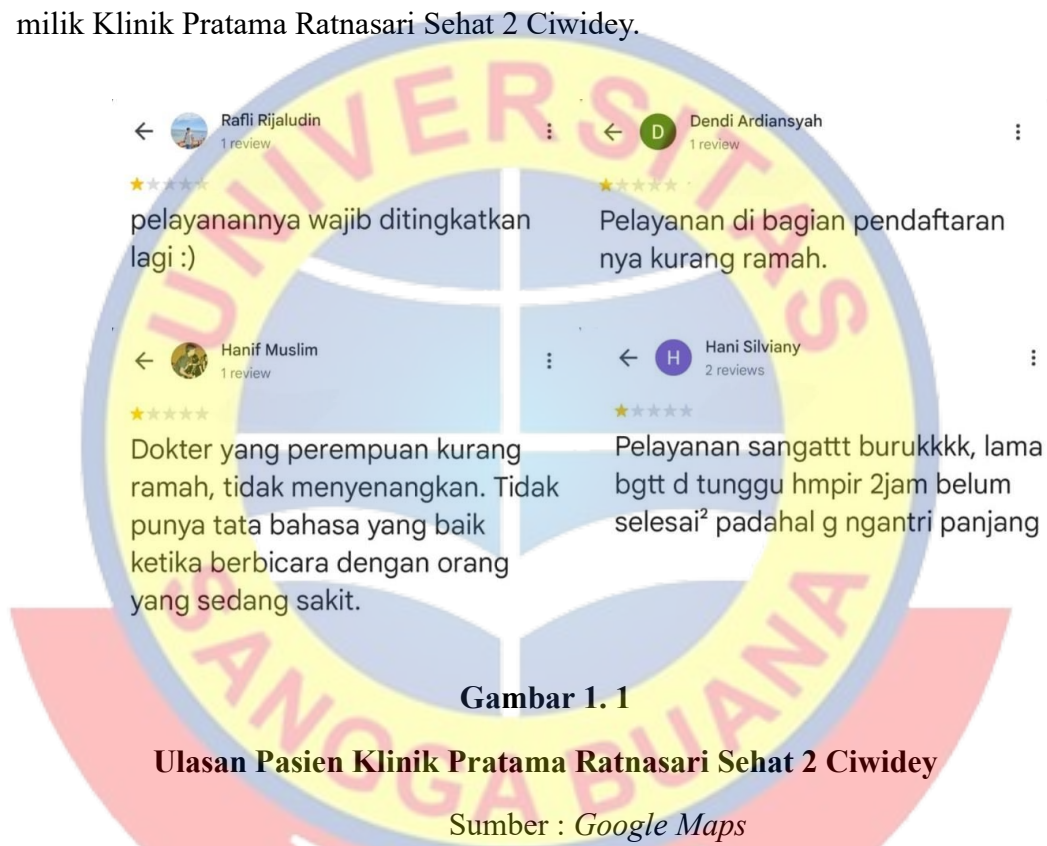 milik Klinik Pratama Ratnasari Sehat 2 Ciwidey.
UNIVERSITAS
Rafli Rijaludin
1 review
pelayanannya wajib ditingkatkan
lagi :)
Dendi Ardiansyah
1 review
Pelayanan di bagian pendaftaran
nya kurang ramah.
Hanif Muslim
1 review
Dokter yang perempuan kurang
ramah, tidak menyenangkan. Tidak
punya tata bahasa yang baik
ketika berbicara dengan orang
yang sedang sakit.
H
Hani Silviany
2 reviews
Pelayanan sangattt burukkkk, lama
bgtt d tunggu hmpir 2jam belum
selesai² padahal g ngantri panjang
D
SANGGA BUANA
Gambar 1. 1
Ulasan Pasien Klinik Pratama Ratnasari Sehat 2 Ciwidey
Sumber : Google Maps